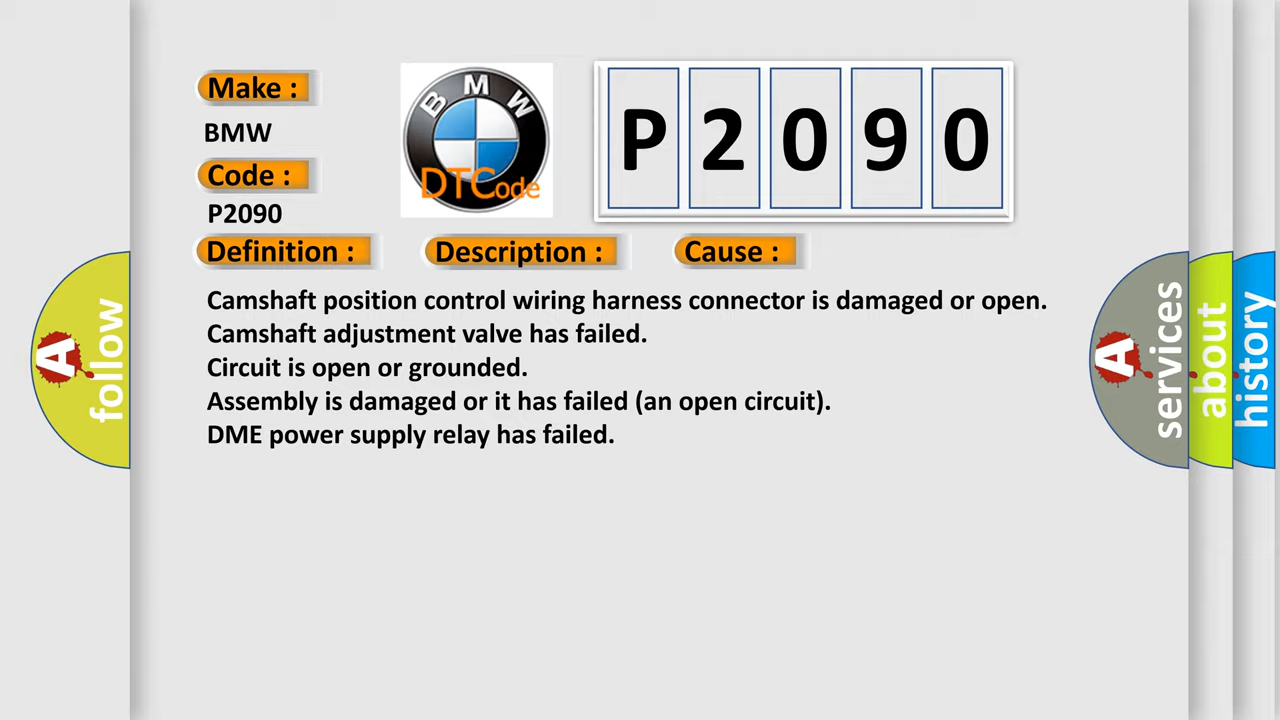 Make :
BMW
Code :
P2090
B M W
DTCode
P 2 0 9 0
Definition :
Description :
Cause :
Camshaft position control wiring harness connector is damaged or open.
Camshaft adjustment valve has failed.
Circuit is open or grounded.
Assembly is damaged or it has failed (an open circuit).
DME power supply relay has failed.
A follow
A services
about
history